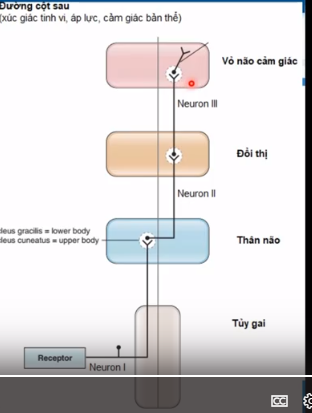 Đường cột sau
(xúc giác tinh vi, áp lực, cảm giác bản thể)
Vỏ não cảm giác
Neuron III
Đồi thị
Neuron II
leus gracilis = lower body
leus cuneatus = upper body
Thân não
Tủy gai
Receptor
Neuron I
CC